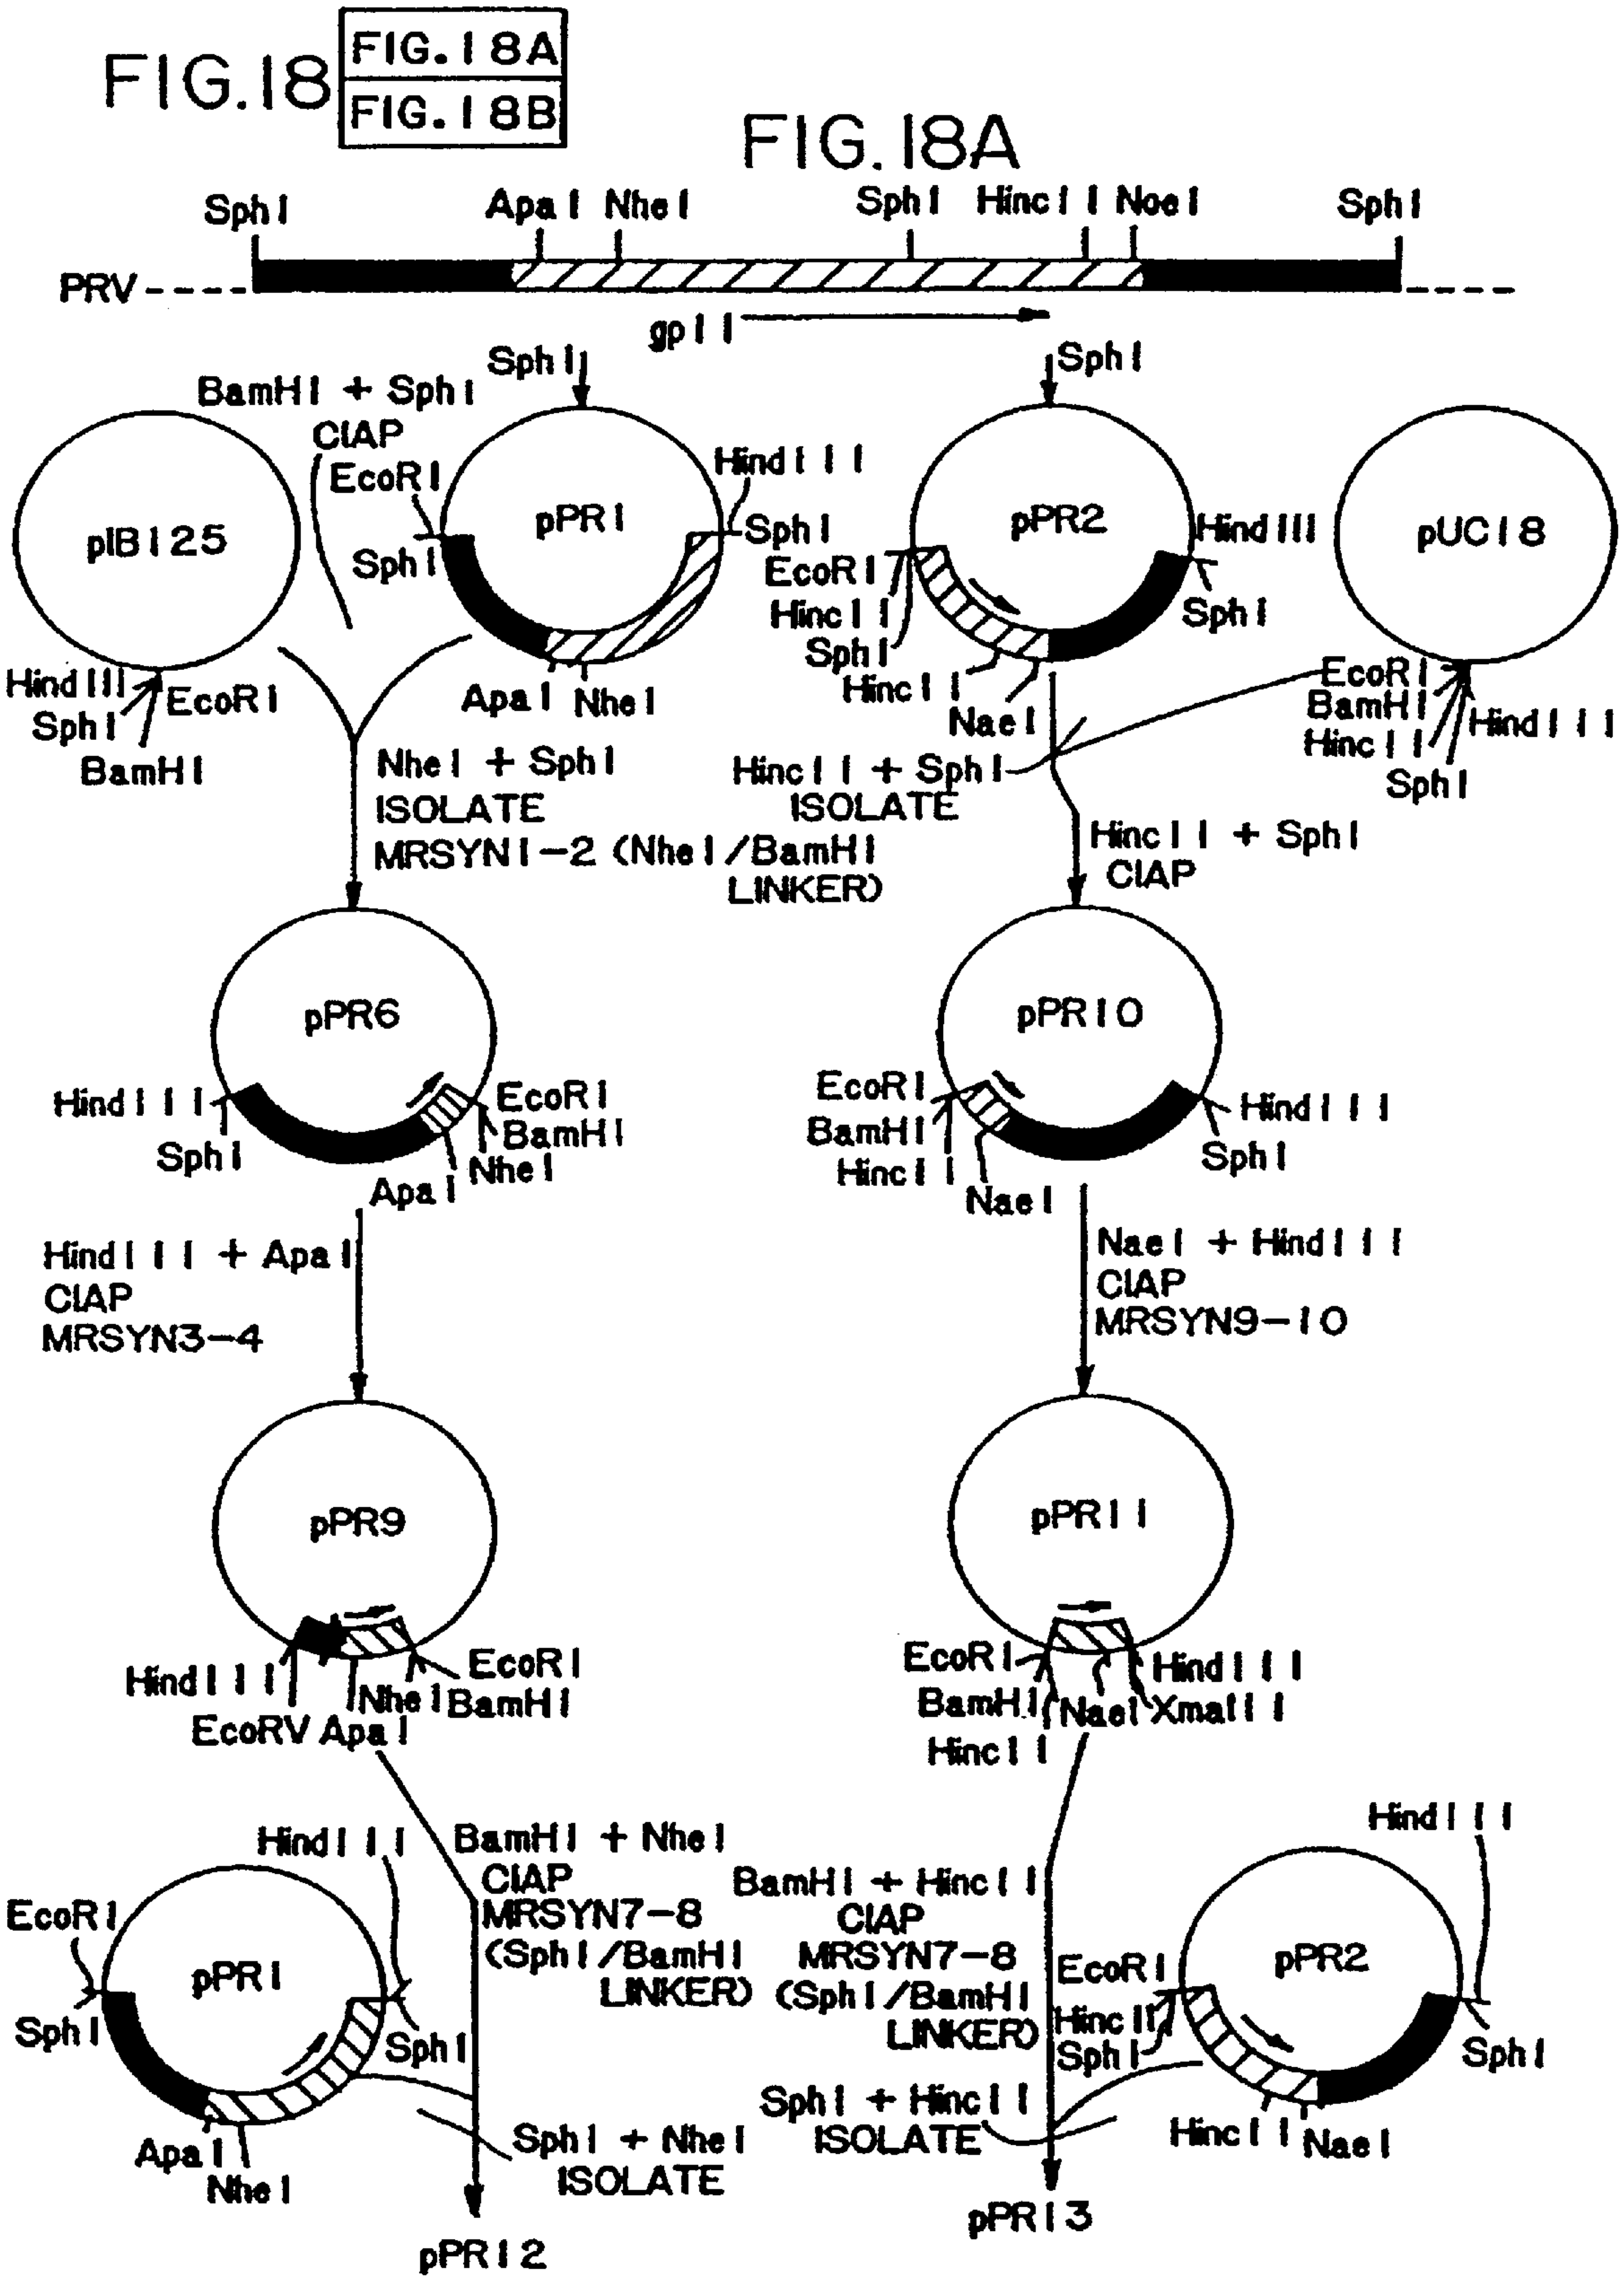 FIG.18
FIG.18A
FIG.18B
FIG.18A
SphI
ApaI
NheI
SphI
HincII
NoeI
SphI
PRV
gpII
SphI
SphI
BamHI + SphI
CIAP
EcoRI
SphI
HindIII
SphI
pIB125
pPR1
pPR2
pUC18
HindIII
SphI
EcoRI
BamHI
ApaI
NheI
EcoRI
HincII
SphI
HincII
NaeI
HindIII
SphI
EcoRI
BamHI
HincII
SphI
HindIII
NheI + SphI
ISOLATE
MRSYN1-2 (NheI/BamHI
LINKER)
HincII + SphI
ISOLATE
HincII + SphI
CIAP
pPR6
HindIII
SphI
ApaI
NheI
EcoRI
BamHI
pPR10
EcoRI
BamHI
HincII
NaeI
HindIII
SphI
HindIII + ApaI
CIAP
MRSYN3-4
NaeI + HindIII
CIAP
MRSYN9-10
pPR9
HindIII
EcoRV
ApaI
NheI
EcoRI
BamHI
pPR11
EcoRI
BamHI
HincII
NaeI
HindIII
XmaIII
BamHI + NheI
CIAP
MRSYN7-8
(SphI/BamHI
LINKER)
BamHI + HincII
CIAP
MRSYN7-8
(SphI/BamHI
LINKER)
HindIII
EcoRI
pPR1
SphI
SphI
ApaI
NheI
SphI + NheI
ISOLATE
pPR12
HindIII
pPR2
EcoRI
HincII
SphI
SphI
HincII
NaeI
SphI + HincII
ISOLATE
pPR13